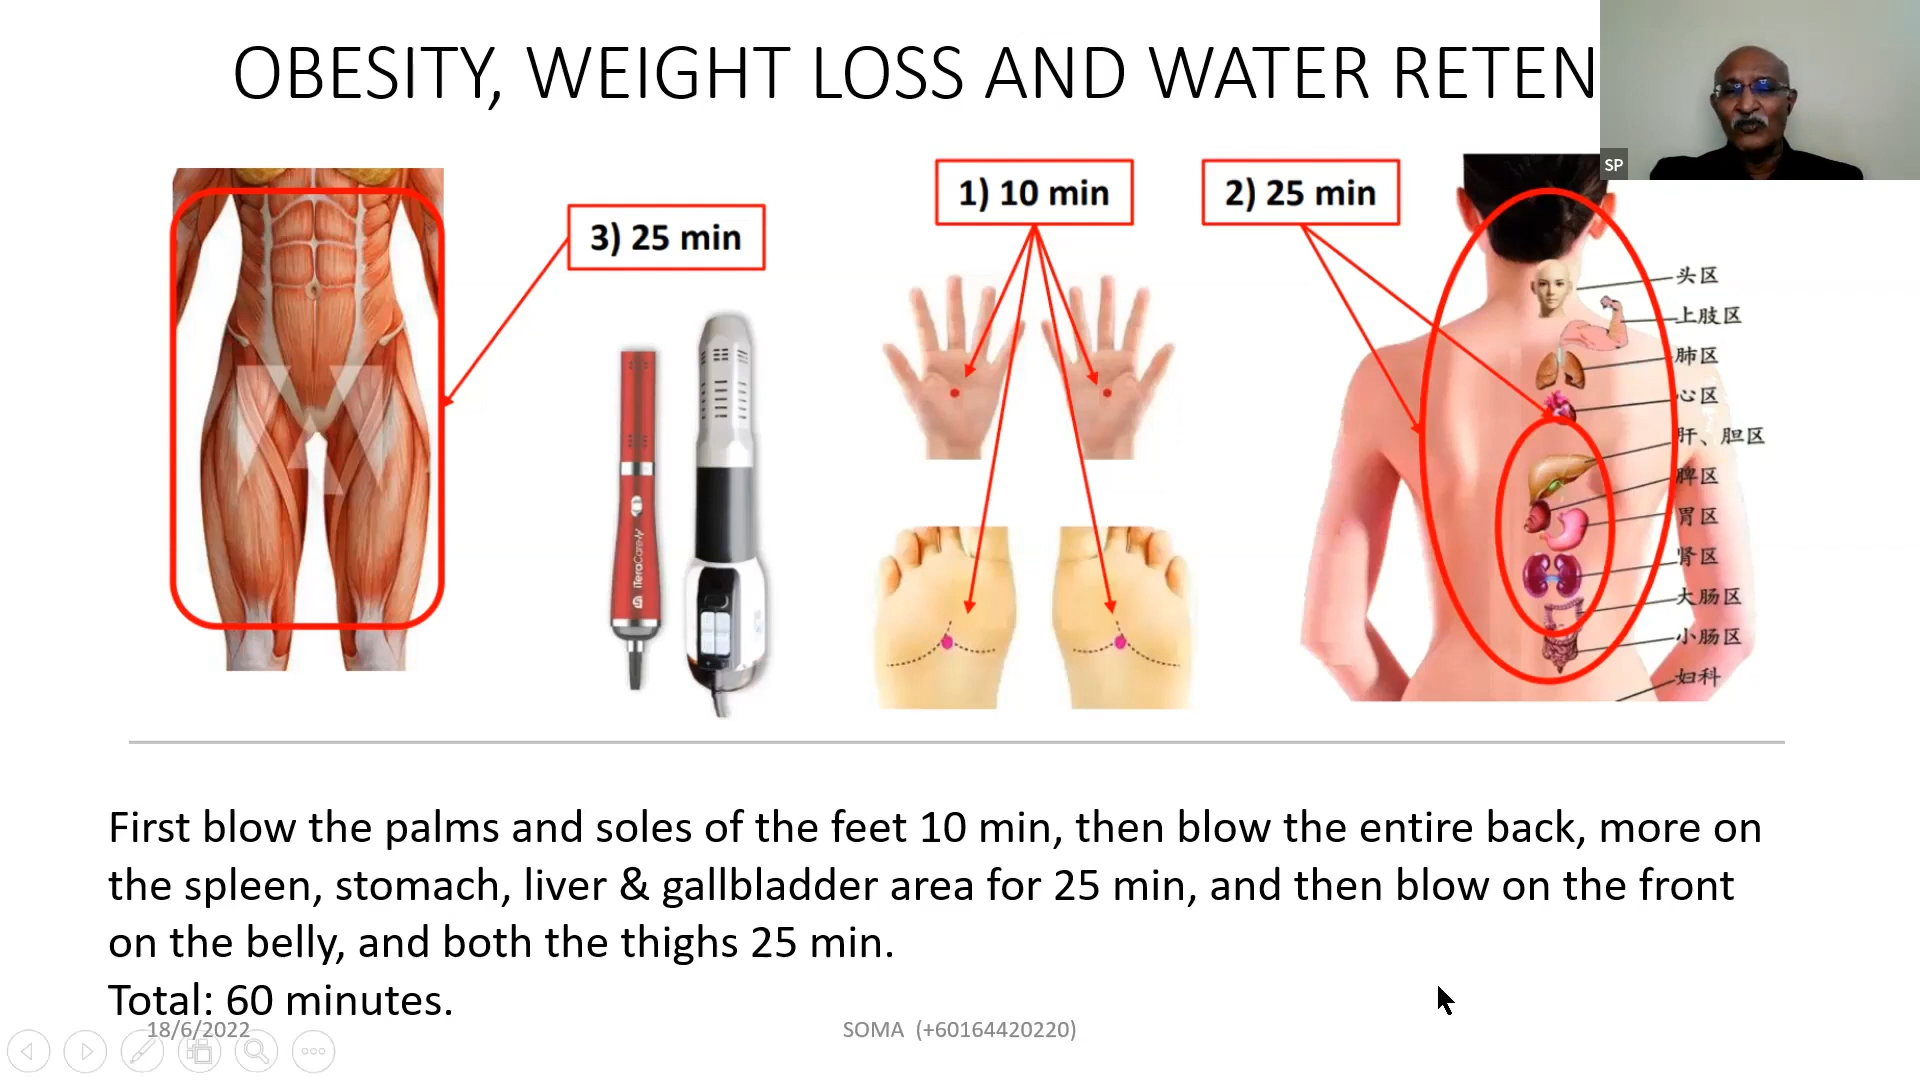 OBESITY, WEIGHT LOSS AND WATER RETEN
SP
3) 25 min
1) 10 min
2) 25 min
头区
上肢区
肺区
心区
肝、胆区
脾区
胃区
肾区
大肠区
小肠区
妇科
iTeraCare
First blow the palms and soles of the feet 10 min, then blow the entire back, more on
the spleen, stomach, liver & gallbladder area for 25 min, and then blow on the front
on the belly, and both the thighs 25 min.
Total: 60 minutes.
18/6/2022
SOMA (+60164420220)